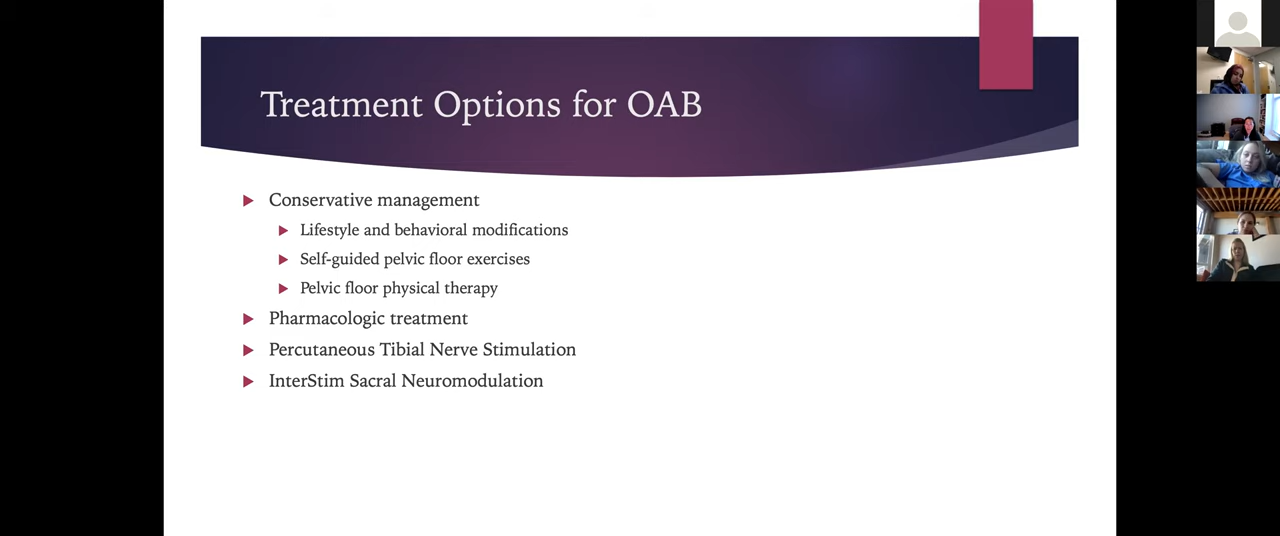 Treatment Options for OAB
Conservative management
Lifestyle and behavioral modifications
Self-guided pelvic floor exercises
Pelvic floor physical therapy
Pharmacologic treatment
Percutaneous Tibial Nerve Stimulation
InterStim Sacral Neuromodulation